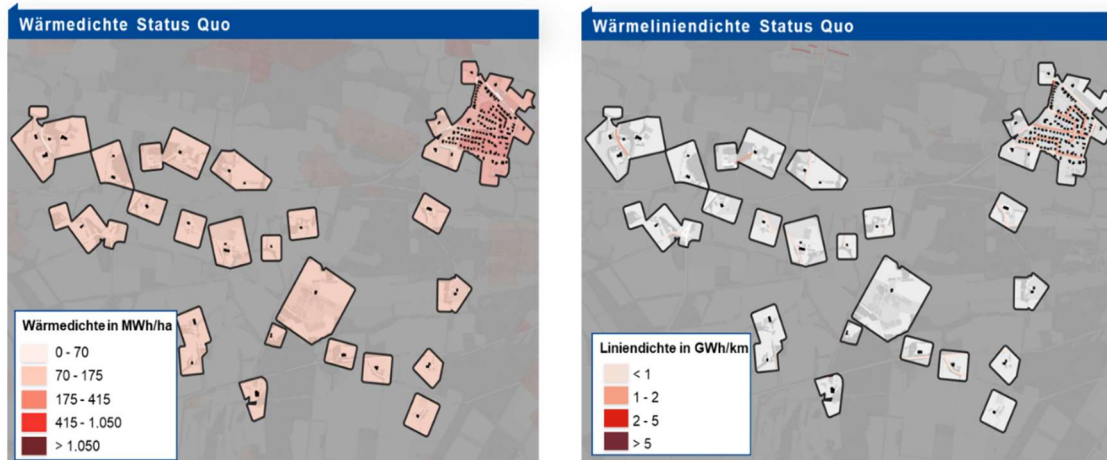 Wärmedichte Status Quo
Wärmedichte in MWh/ha
0 - 70
70 - 175
175 - 415
415 - 1.050
> 1.050
Wärmeliniendichte Status Quo
Liniendichte in GWh/km
< 1
1 - 2
2 - 5
> 5